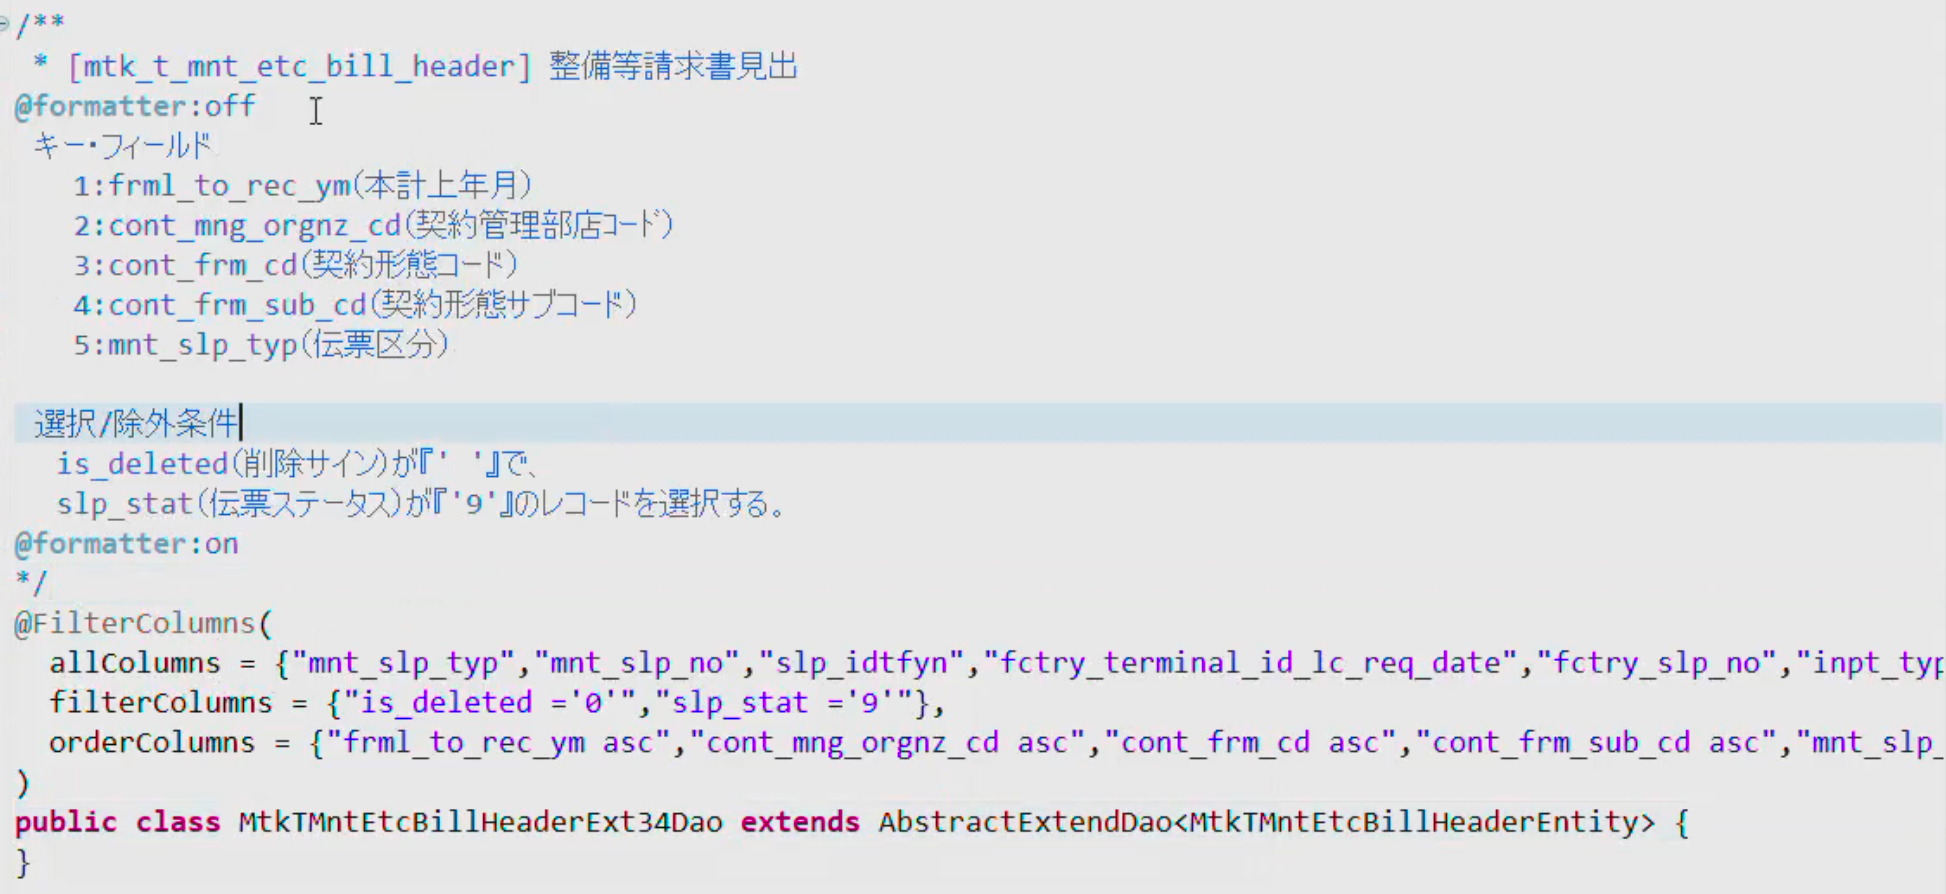 /**
 * [mtk_t_mnt_etc_bill_header] 整備等請求書見出
@formatter:off
キー・フィールド
1:frml_to_rec_ym(本計上年月)
2:cont_mng_orgnz_cd(契約管理部店コード)
3:cont_frm_cd(契約形態コード)
4:cont_frm_sub_cd(契約形態サブコード)
5:mnt_slp_typ(伝票区分)
選択/除外条件
is_deleted(削除サイン)が『' '』で、
slp_stat(伝票ステータス)が『'9'』のレコードを選択する。
@formatter:on
*/
@FilterColumns(
allColumns = {"mnt_slp_typ","mnt_slp_no","slp_idtfyn","fctry_terminal_id_lc_req_date","fctry_slp_no","inpt_typ
filterColumns = {"is_deleted ='0'","slp_stat ='9'"},
orderColumns = {"frml_to_rec_ym asc","cont_mng_orgnz_cd asc","cont_frm_cd asc","cont_frm_sub_cd asc","mnt_slp_
)
public class MtkTMntEtcBillHeaderExt34Dao extends AbstractExtendDao<MtkTMntEtcBillHeaderEntity> {
}